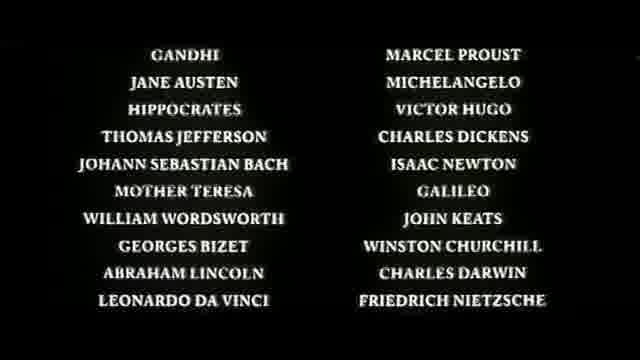 GANDHI
JANE AUSTEN
HIPPOCRATES
THOMAS JEFFERSON
JOHANN SEBASTIAN BACH
MOTHER TERESA
WILLIAM WORDSWORTH
GEORGES BIZET
ABRAHAM LINCOLN
LEONARDO DA VINCI
MARCEL PROUST
MICHELANGELO
VICTOR HUGO
CHARLES DICKENS
ISAAC NEWTON
GALILEO
JOHN KEATS
WINSTON CHURCHILL
CHARLES DARWIN
FRIEDRICH NIETZSCHE